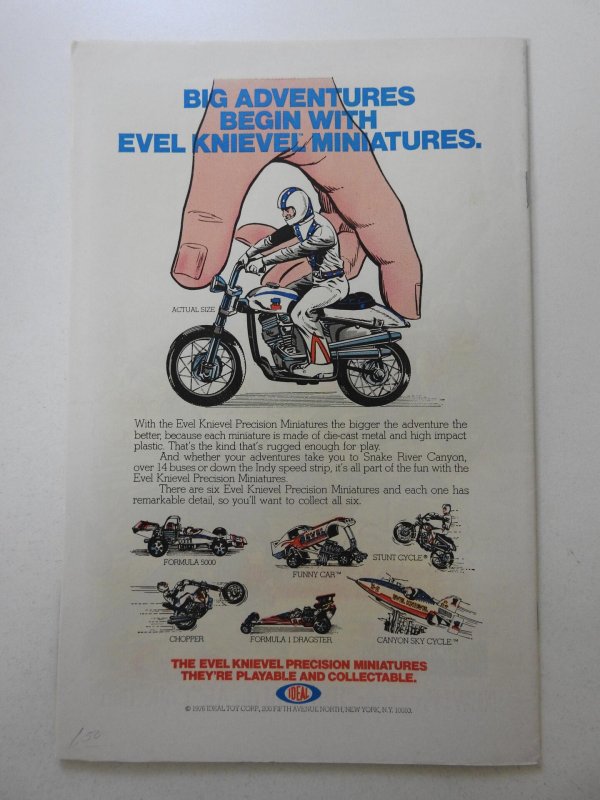 BIG ADVENTURES
BEGIN WITH
EVEL KNIEVEL™ MINIATURES.
ACTUAL SIZE
With the Evel Knievel Precision Miniatures the bigger the adventure the
better, because each miniature is made of die-cast metal and high impact
plastic. That's the kind that's rugged enough for play.
And whether your adventures take you to Snake River Canyon,
over 14 buses or down the Indy speed strip, it's all part of the fun with the
Evel Knievel Precision Miniatures.
There are six Evel Knievel Precision Miniatures and each one has
remarkable detail, so you'll want to collect all six.
FORMULA 5000
FUNNY CAR™
STUNT CYCLE®
CHOPPER
FORMULA 1 DRAGSTER
CANYON SKY CYCLE™
THE EVEL KNIEVEL PRECISION MINIATURES
THEY'RE PLAYABLE AND COLLECTABLE.
IDEAL
© 1976 IDEAL TOY CORP., 200 FIFTH AVENUE NORTH, NEW YORK, N.Y. 10010.
1.50